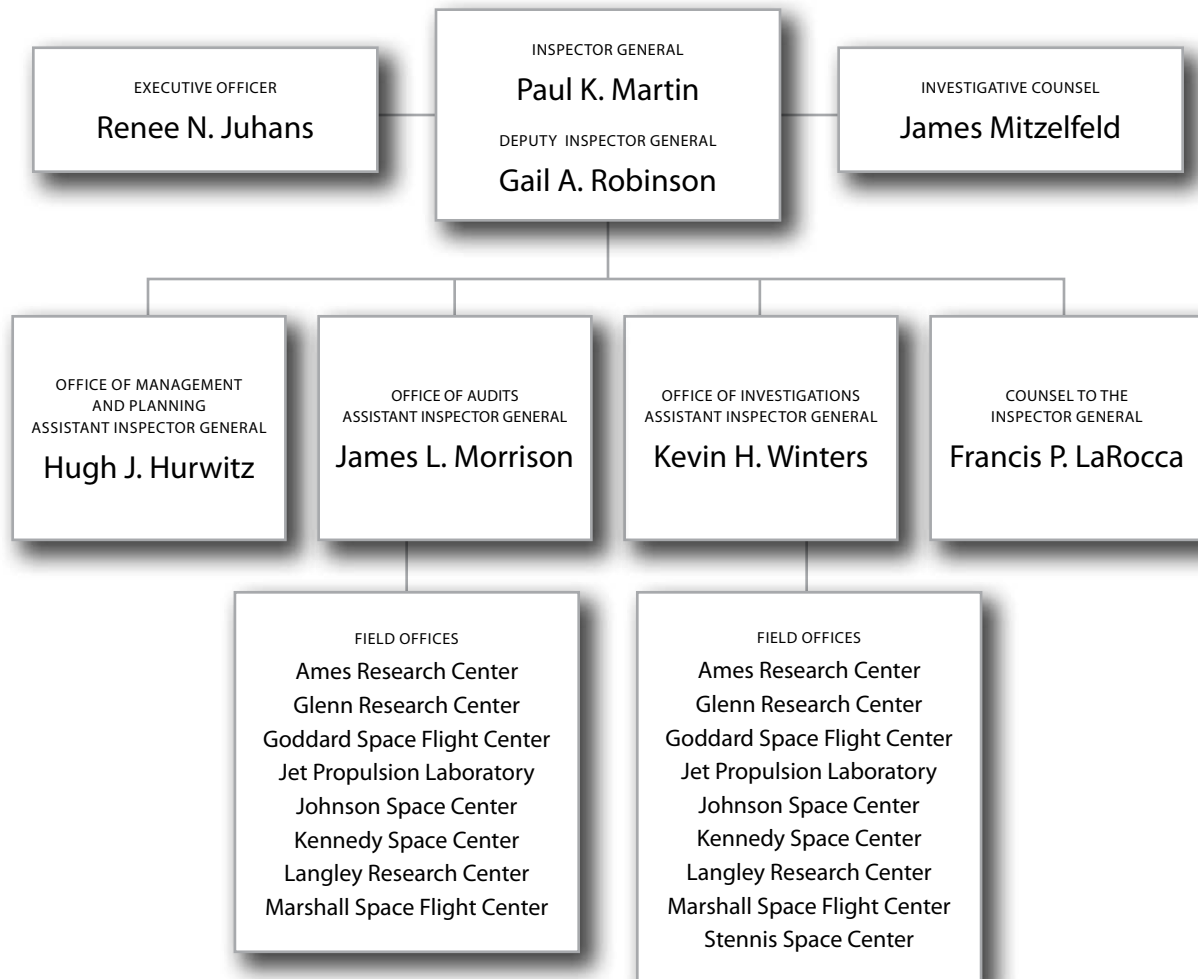 INSPECTOR GENERAL
Paul K. Martin
DEPUTY INSPECTOR GENERAL
Gail A. Robinson
EXECUTIVE OFFICER
Renee N. Juhans
INVESTIGATIVE COUNSEL
James Mitzelfeld
OFFICE OF MANAGEMENT
AND PLANNING
ASSISTANT INSPECTOR GENERAL
Hugh J. Hurwitz
OFFICE OF AUDITS
ASSISTANT INSPECTOR GENERAL
James L. Morrison
OFFICE OF INVESTIGATIONS
ASSISTANT INSPECTOR GENERAL
Kevin H. Winters
COUNSEL TO THE
INSPECTOR GENERAL
Francis P. LaRocca
FIELD OFFICES
Ames Research Center
Glenn Research Center
Goddard Space Flight Center
Jet Propulsion Laboratory
Johnson Space Center
Kennedy Space Center
Langley Research Center
Marshall Space Flight Center
FIELD OFFICES
Ames Research Center
Glenn Research Center
Goddard Space Flight Center
Jet Propulsion Laboratory
Johnson Space Center
Kennedy Space Center
Langley Research Center
Marshall Space Flight Center
Stennis Space Center